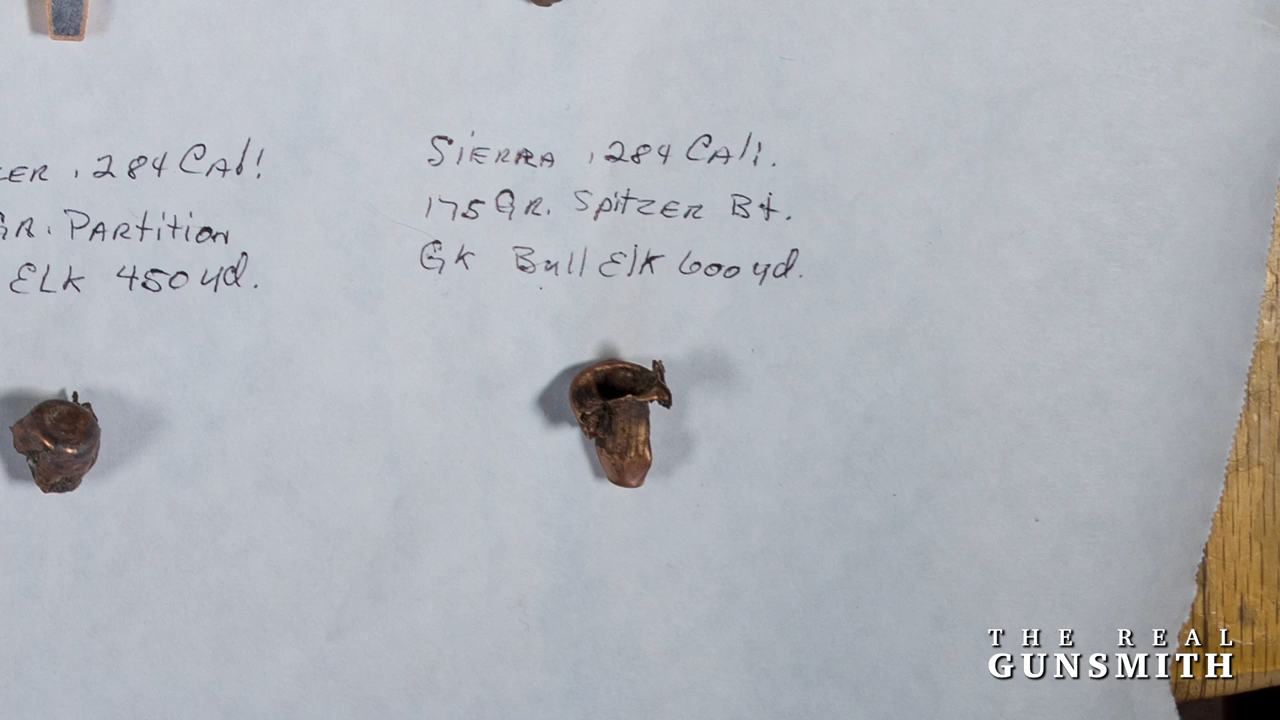 ER .284 CAl!
GR. PARtition
ELK 450 yd.
SiERRA .284 CAli.
175 GR. SpitZER Bt.
GK Bull Elk 600 yd.
THE REAL
GUNSMITH